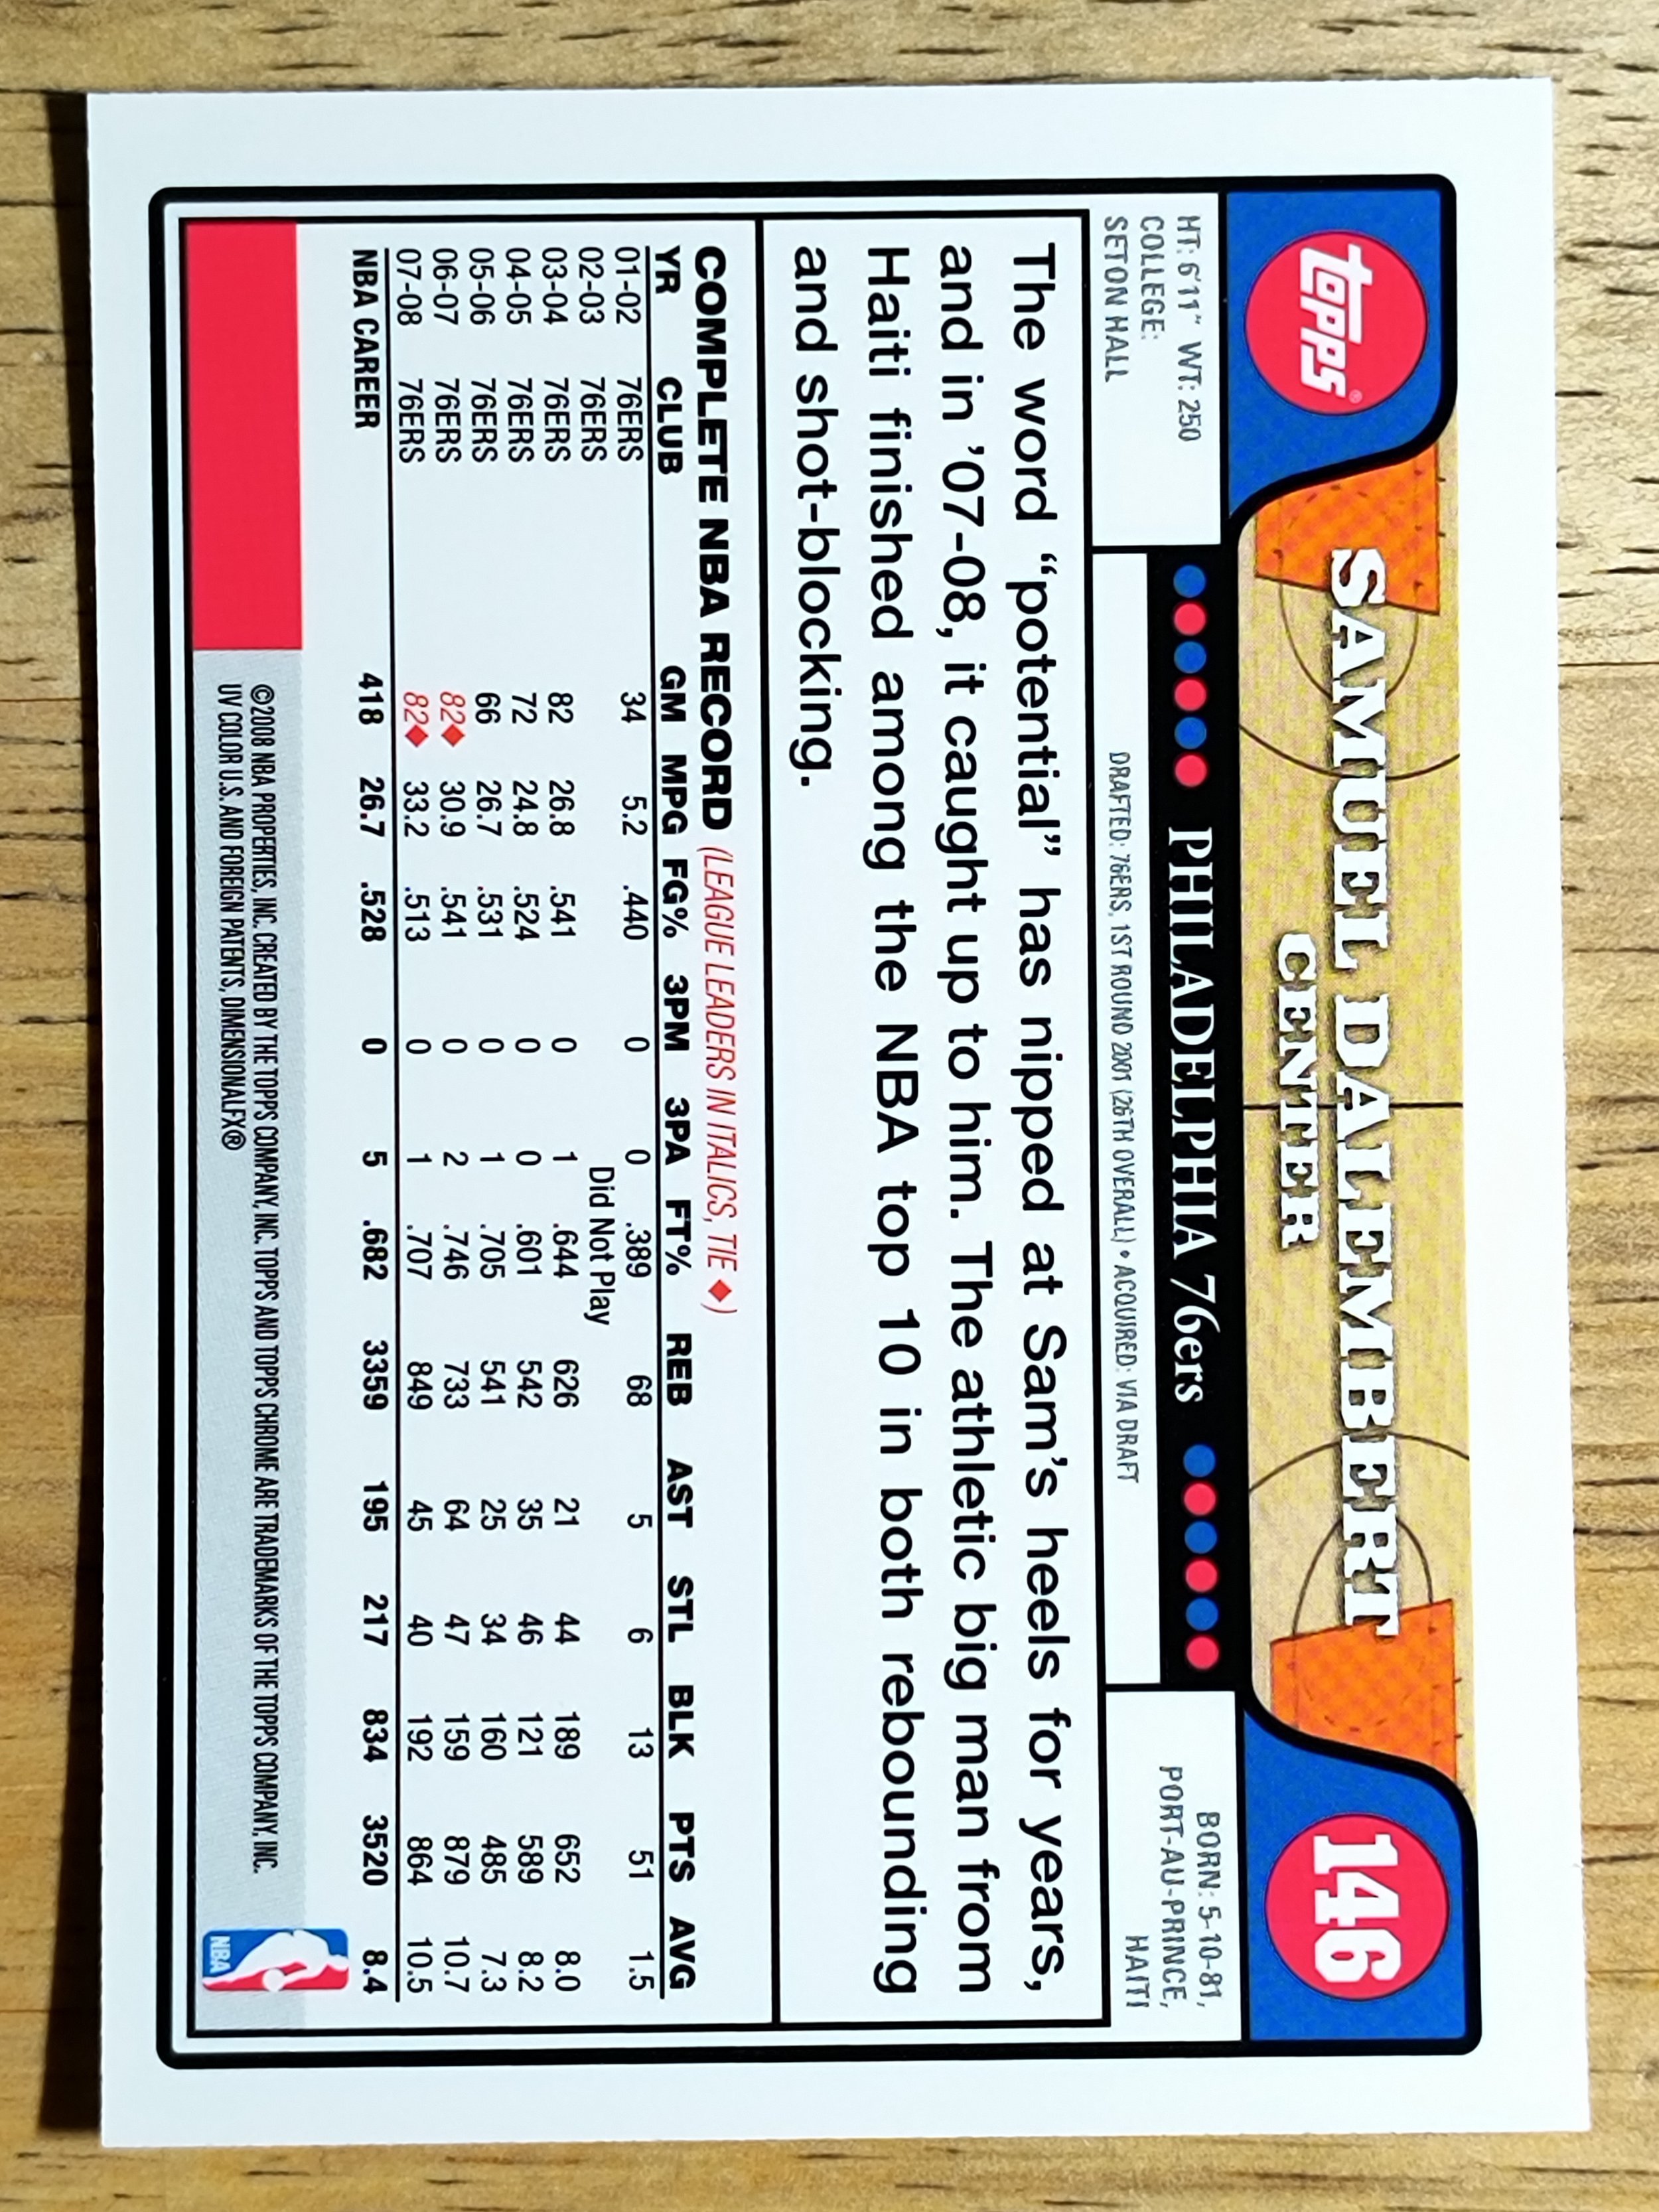 topps®
SAMUEL DALEMBERT
CENTER
146
HT: 6'11" WT: 250
COLLEGE:
SETON HALL
PHILADELPHIA 76ers
DRAFTED: 76ERS, 1ST ROUND 2001 (26TH OVERALL) • ACQUIRED: VIA DRAFT
BORN: 5-10-81,
PORT-AU-PRINCE,
HAITI
The word “potential” has nipped at Sam’s heels for years,
and in ’07-08, it caught up to him. The athletic big man from
Haiti finished among the NBA top 10 in both rebounding
and shot-blocking.
COMPLETE NBA RECORD (LEAGUE LEADERS IN ITALICS, TIE ♦)
YR CLUB GM MPG FG% 3PM 3PA FT% REB AST STL BLK PTS AVG
01-02 76ERS 34 5.2 .440 0 0 .389 68 5 6 13 51 1.5
02-03 76ERS Did Not Play
03-04 76ERS 82 26.8 .541 0 1 .644 626 21 44 189 652 8.0
04-05 76ERS 72 24.8 .524 0 0 .601 542 35 46 121 589 8.2
05-06 76ERS 66 26.7 .531 0 1 .705 541 25 34 160 485 7.3
06-07 76ERS 82♦ 30.9 .541 0 2 .746 733 64 47 159 879 10.7
07-08 76ERS 82♦ 33.2 .513 0 1 .707 849 45 40 192 864 10.5
NBA CAREER 418 26.7 .528 0 5 .682 3359 195 217 834 3520 8.4
©2008 NBA PROPERTIES, INC. CREATED BY THE TOPPS COMPANY, INC. TOPPS AND TOPPS CHROME ARE TRADEMARKS OF THE TOPPS COMPANY, INC.
UV COLOR U.S. AND FOREIGN PATENTS, DIMENSIONALFX®
NBA